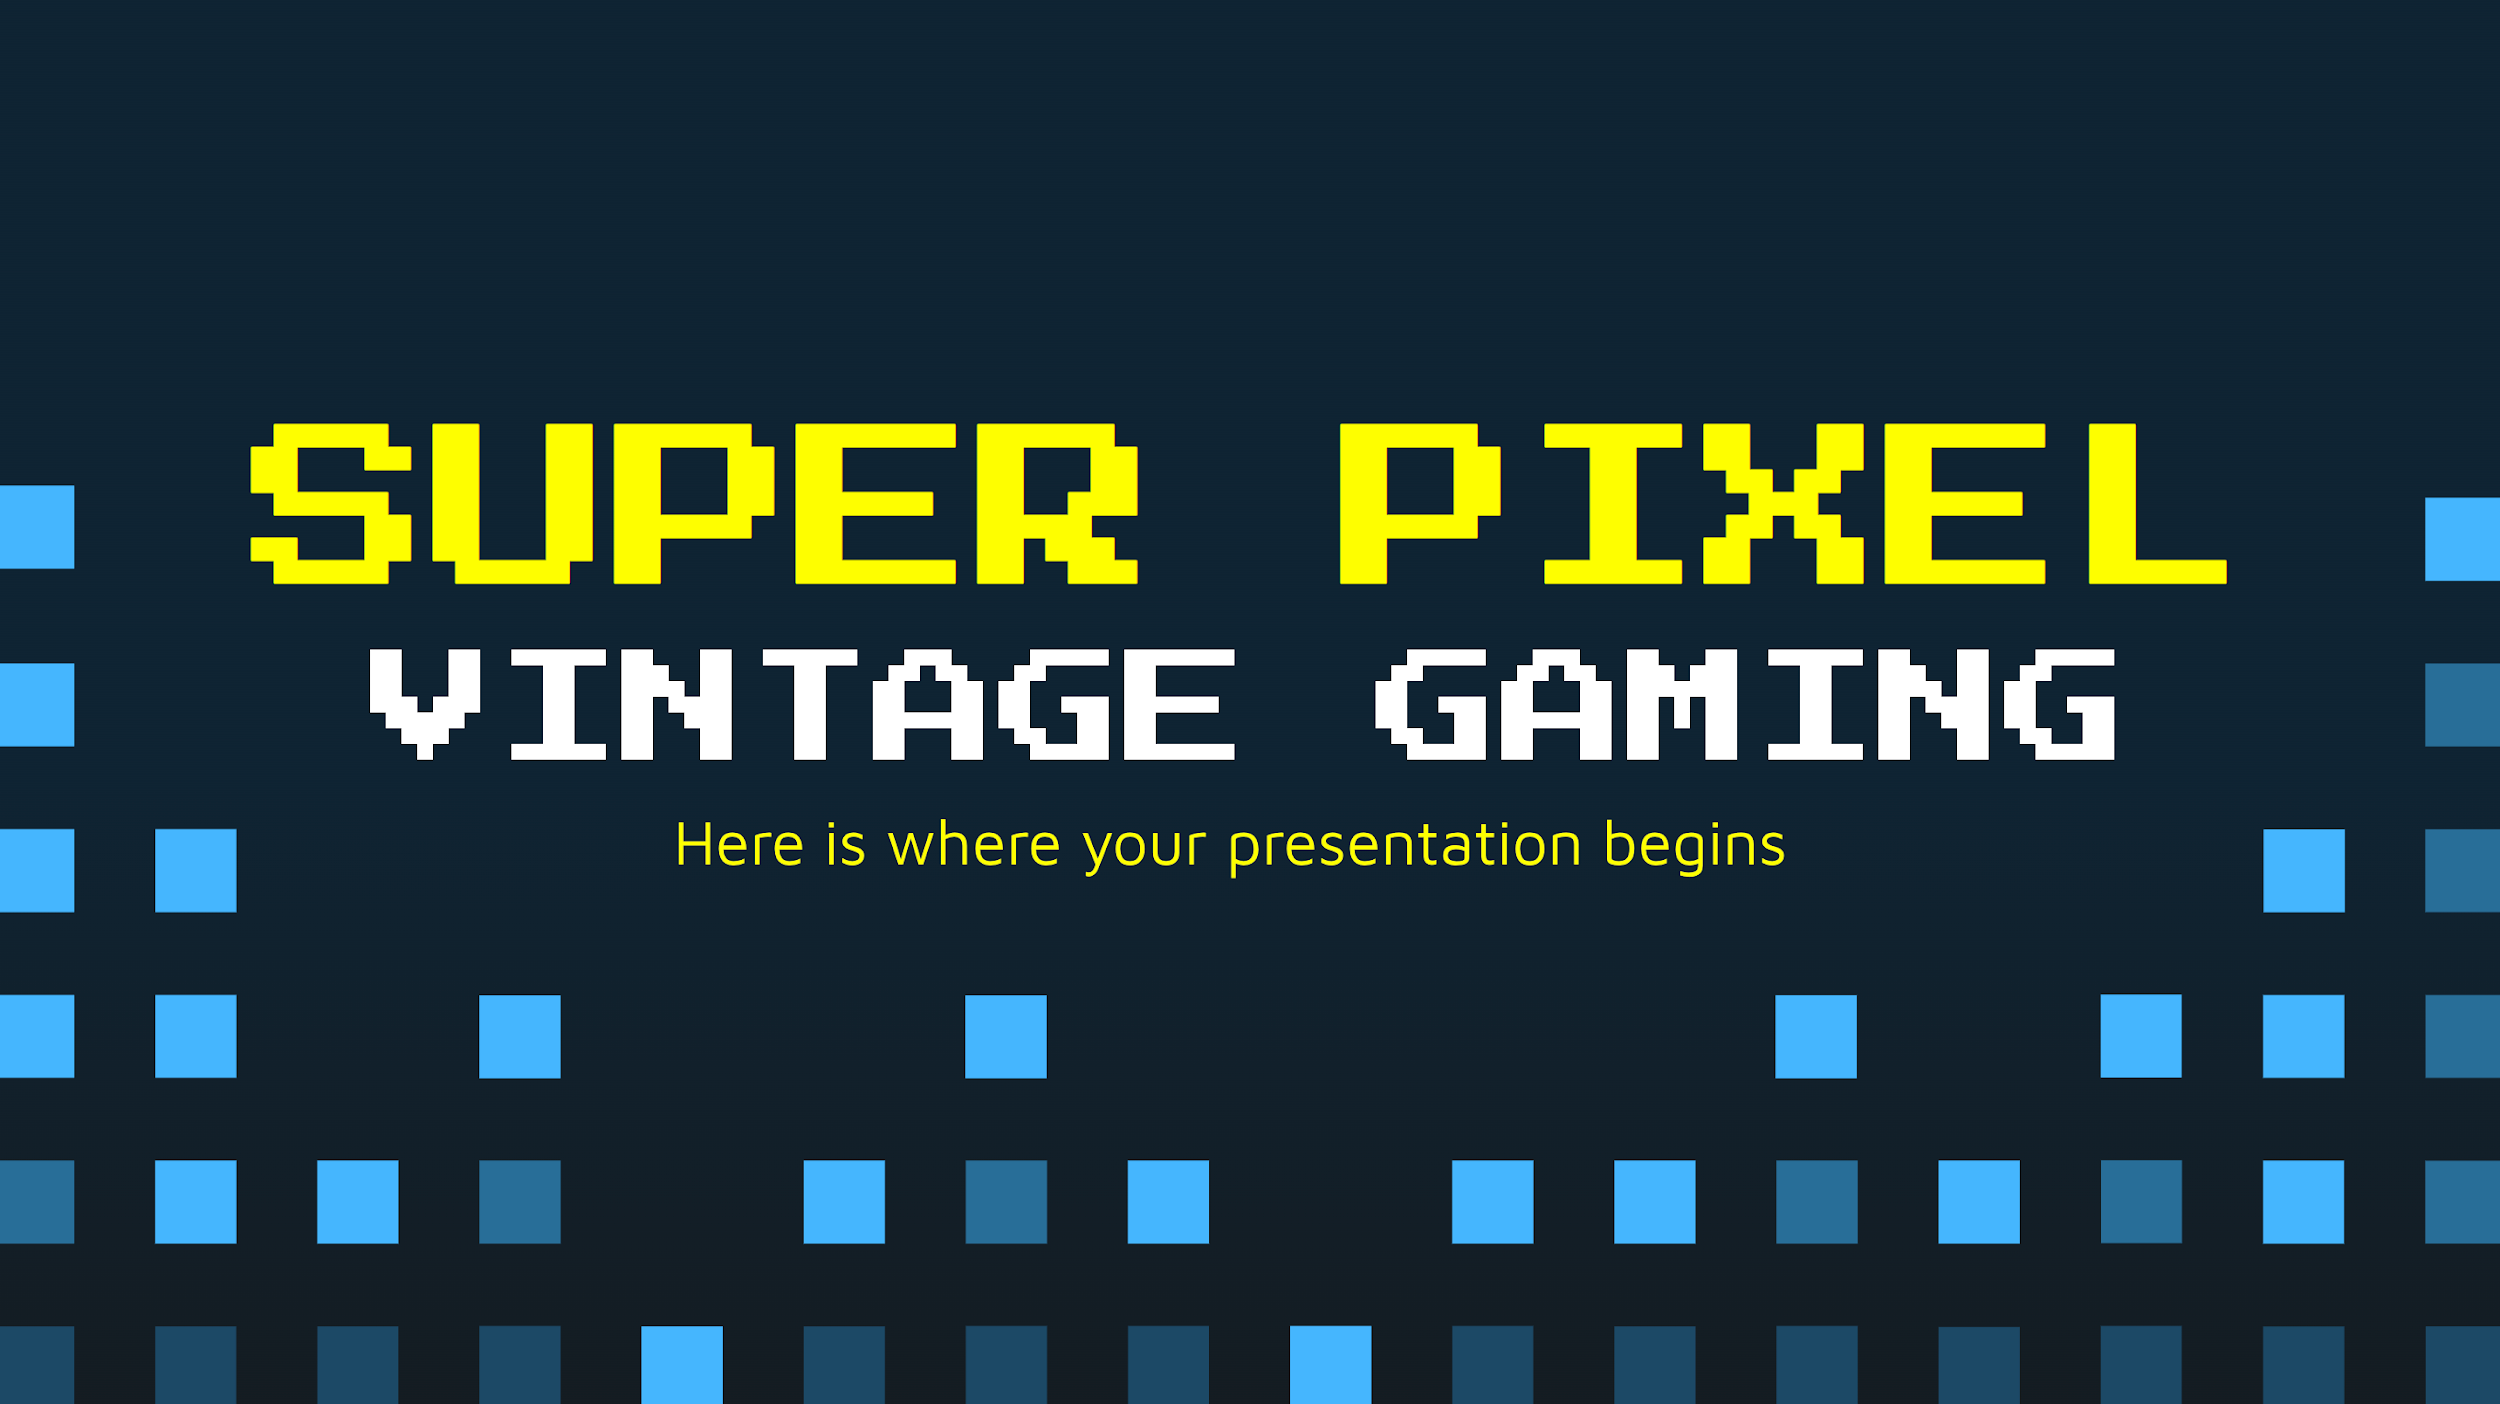 SUPER PIXEL
VINTAGE GAMING
Here is where your presentation begins